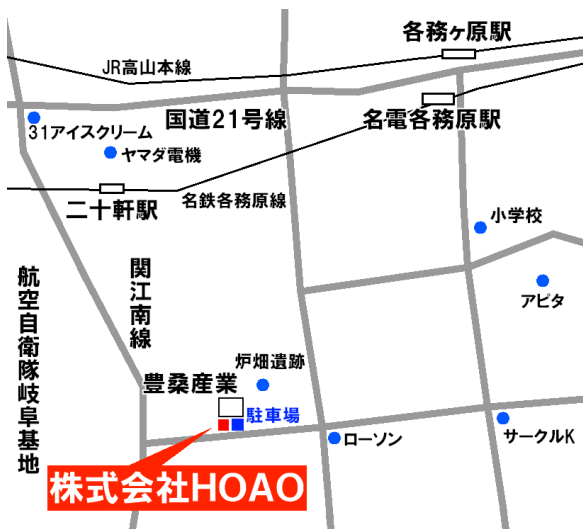 各務ヶ原駅
JR高山本線
国道21号線
名電各務原駅
31アイスクリーム
ヤマダ電機
二十軒駅
名鉄各務原線
小学校
関江南線
航空自衛隊岐阜基地
アピタ
炉畑遺跡
豊桑産業
駐車場
ローソン
サークルK
株式会社HOAO